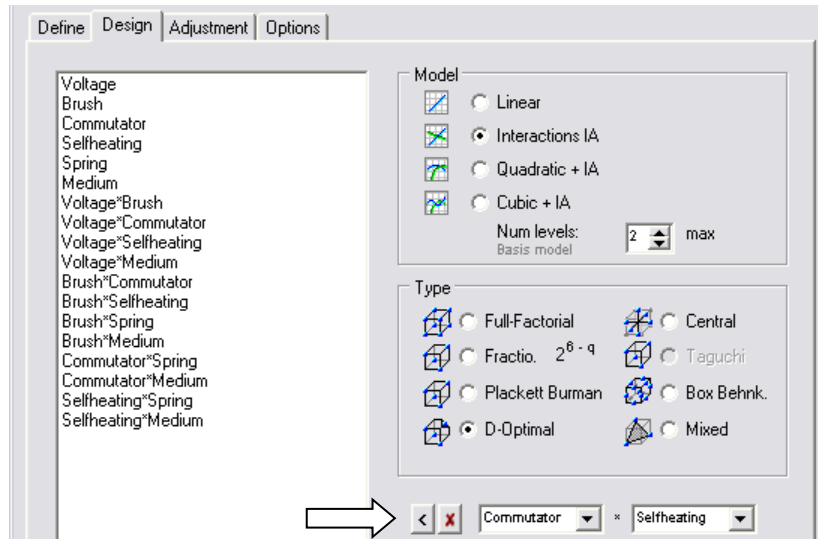 Define Design Adjustment Options
Voltage
Brush
Commutator
Selfheating
Spring
Medium
Voltage*Brush
Voltage*Commutator
Voltage*Selfheating
Voltage*Medium
Brush*Commutator
Brush*Selfheating
Brush*Spring
Brush*Medium
Commutator*Spring
Commutator*Medium
Selfheating*Spring
Selfheating*Medium
Model
Linear
Interactions IA
Quadratic + IA
Cubic + IA
Num levels: 2 max
Basis model
Type
Full-Factorial Central
Fractio. 2^6 - q Taguchi
Plackett Burman Box Behnk.
D-Optimal Mixed
< x Commutator * Selfheating